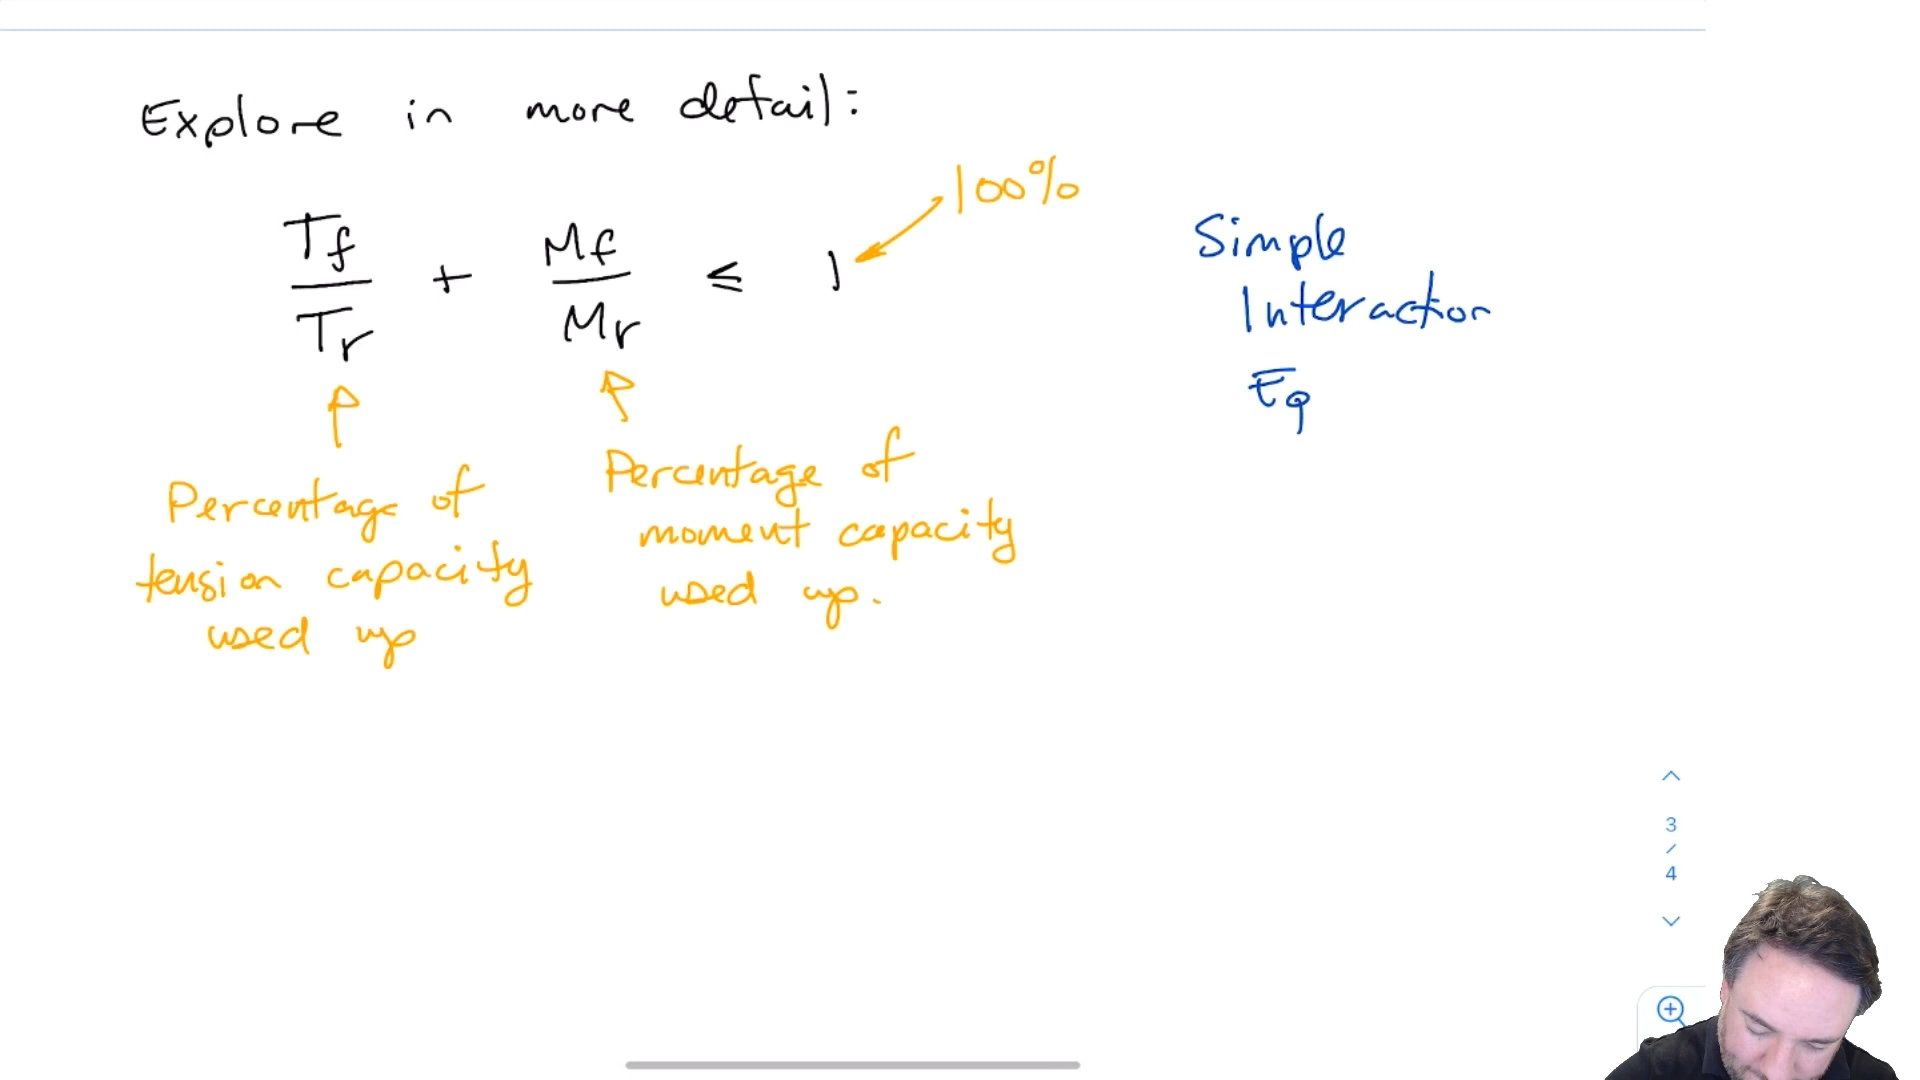 Explore in more detail:
Tf/Tr + Mf/Mr ≤ 1
100%
Simple
Interaction
Eq
Percentage of
tension capacity
used up
Percentage of
moment capacity
used up.
3
/
4